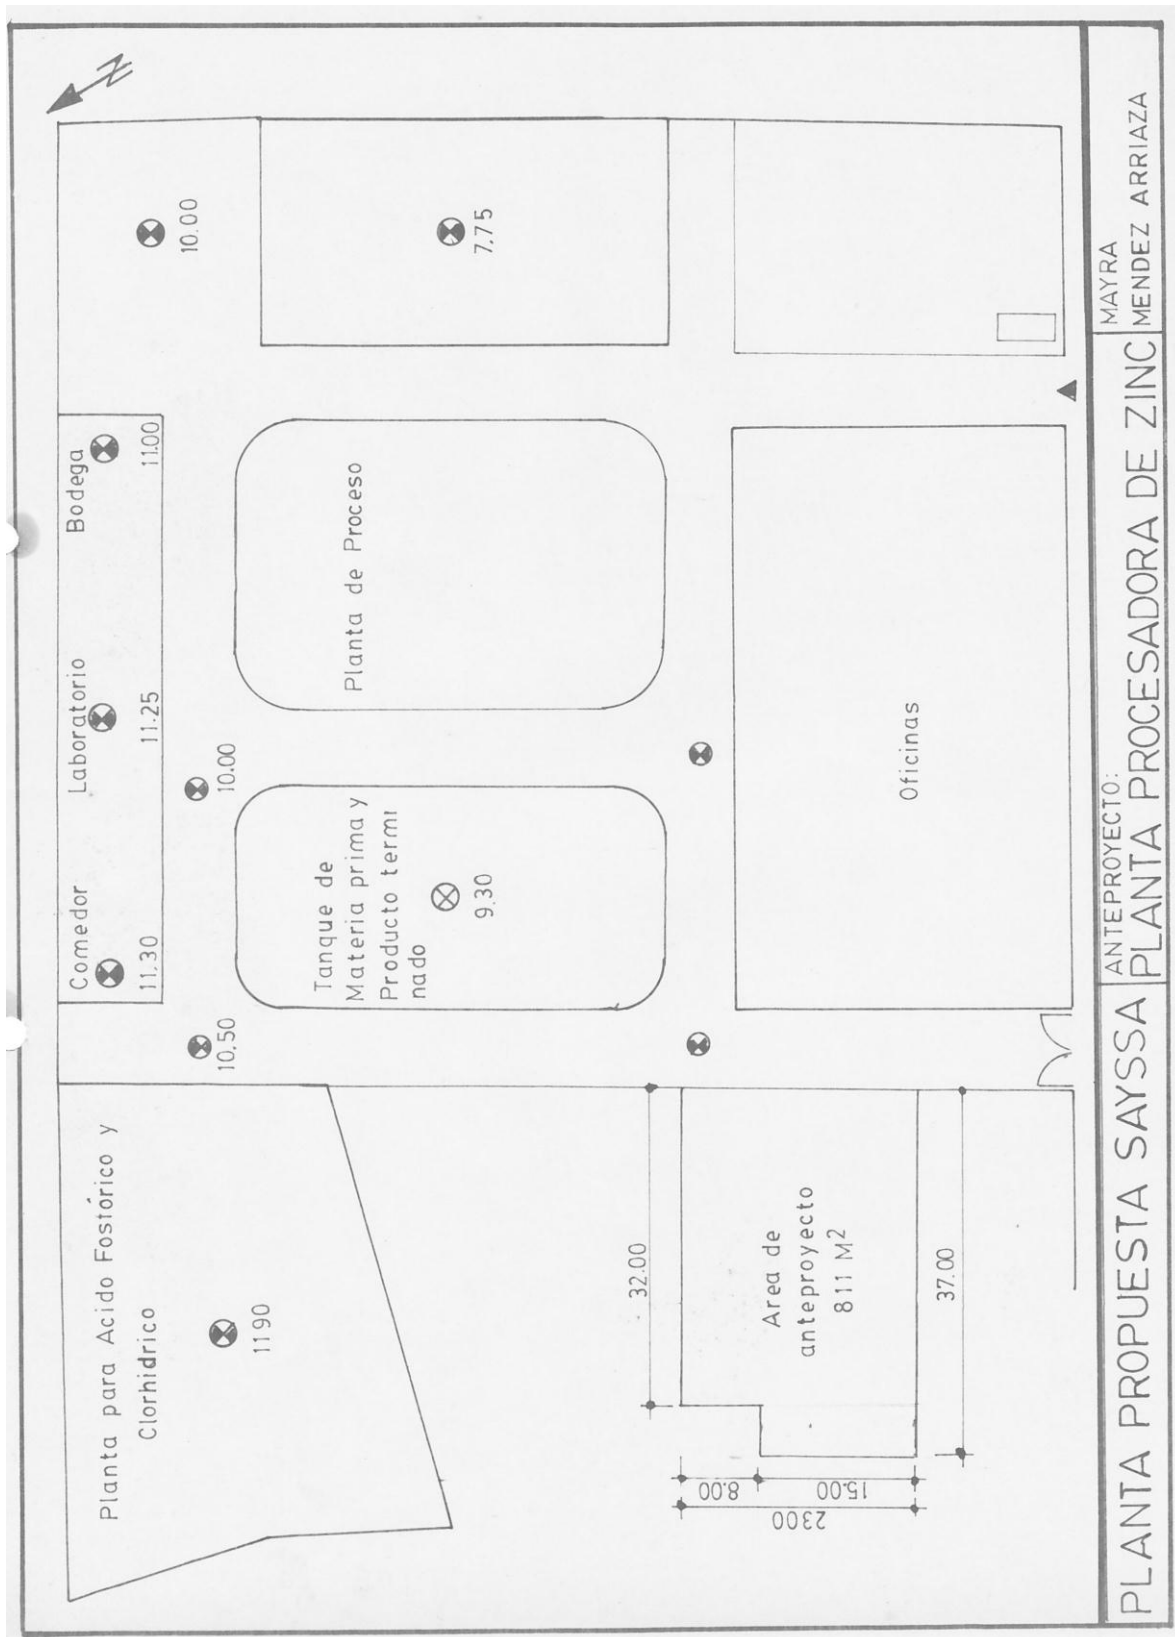 N
Planta para Acido Fosfórico y
Clorhidrico
1190
Comedor
11.30
Laboratorio
11.25
Bodega
11.00
10.00
10.50
10.00
Tanque de
Materia prima y
Producto termi
nado
9.30
Planta de Proceso
7.75
32.00
Area de
anteproyecto
811 M²
37.00
8.00
15.00
2300
Oficinas
PLANTA PROPUESTA SAYSSA
ANTEPROYECTO:
PLANTA PROCESADORA DE ZINC
MAYRA
MENDEZ ARRIAZA